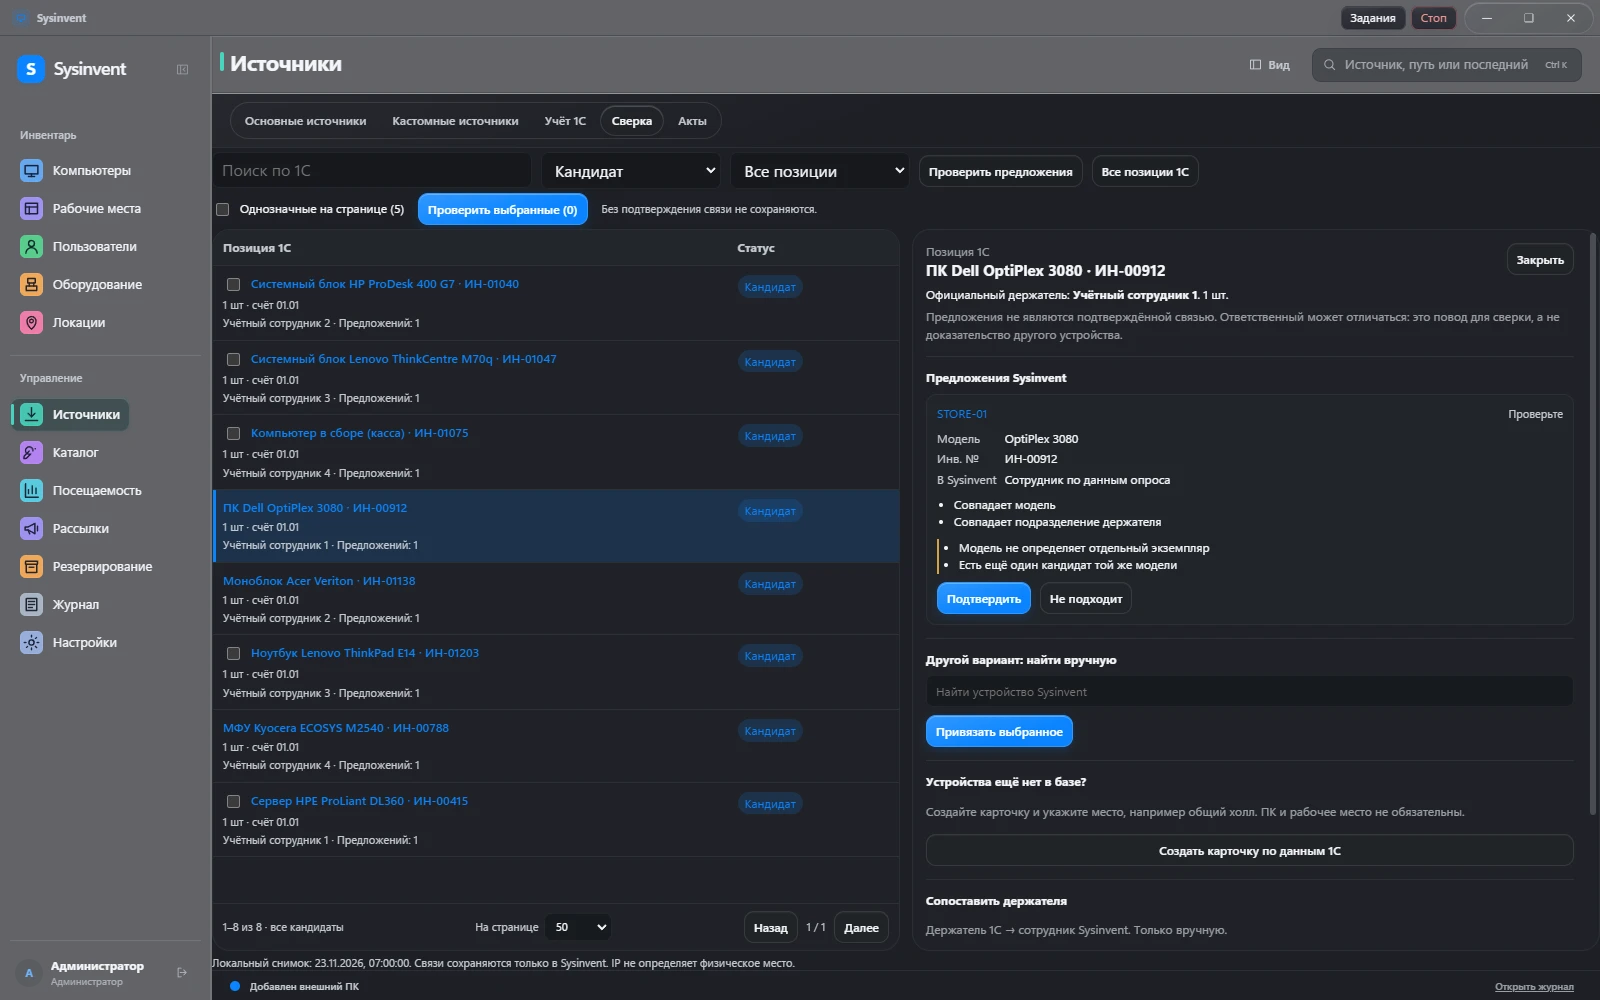 Sysinvent
Задания
Стоп
S Sysinvent
Источники
Вид
Источник, путь или последний
Ctrl K
Инвентарь
Компьютеры
Рабочие места
Пользователи
Оборудование
Локации
Управление
Источники
Каталог
Посещаемость
Рассылки
Резервирование
Журнал
Настройки
A
Администратор
Администратор
Основные источники
Кастомные источники
Учёт 1С
Сверка
Акты
Поиск по 1С
Кандидат
Все позиции
Проверить предложения
Все позиции 1С
Однозначные на странице (5)
Проверить выбранные (0)
Без подтверждения связи не сохраняются.
Позиция 1С
Статус
Системный блок HP ProDesk 400 G7 · ИН-01040
Кандидат
1 шт · счёт 01.01
Учётный сотрудник 2 · Предложений: 1
Системный блок Lenovo ThinkCentre M70q · ИН-01047
Кандидат
1 шт · счёт 01.01
Учётный сотрудник 3 · Предложений: 1
Компьютер в сборе (касса) · ИН-01075
Кандидат
1 шт · счёт 01.01
Учётный сотрудник 4 · Предложений: 1
ПК Dell OptiPlex 3080 · ИН-00912
Кандидат
1 шт · счёт 01.01
Учётный сотрудник 1 · Предложений: 1
Моноблок Acer Veriton · ИН-01138
Кандидат
1 шт · счёт 01.01
Учётный сотрудник 2 · Предложений: 1
Ноутбук Lenovo ThinkPad E14 · ИН-01203
Кандидат
1 шт · счёт 01.01
Учётный сотрудник 3 · Предложений: 1
МФУ Kyocera ECOSYS M2540 · ИН-00788
Кандидат
1 шт · счёт 01.01
Учётный сотрудник 4 · Предложений: 1
Сервер HPE ProLiant DL360 · ИН-00415
Кандидат
1 шт · счёт 01.01
Учётный сотрудник 1 · Предложений: 1
1–8 из 8 · все кандидаты
На странице
50
Назад
1 / 1
Далее
Позиция 1С
ПК Dell OptiPlex 3080 · ИН-00912
Закрыть
Официальный держатель: Учётный сотрудник 1. 1 шт.
Предложения не являются подтверждённой связью. Ответственный может отличаться: это повод для сверки, а не
доказательство другого устройства.
Предложения Sysinvent
STORE-01
Проверьте
Модель OptiPlex 3080
Инв. № ИН-00912
В Sysinvent Сотрудник по данным опроса
• Совпадает модель
• Совпадает подразделение держателя
• Модель не определяет отдельный экземпляр
• Есть ещё один кандидат той же модели
Подтвердить
Не подходит
Другой вариант: найти вручную
Найти устройство Sysinvent
Привязать выбранное
Устройства ещё нет в базе?
Создайте карточку и укажите место, например общий холл. ПК и рабочее место не обязательны.
Создать карточку по данным 1С
Сопоставить держателя
Держатель 1С → сотрудник Sysinvent. Только вручную.
Локальный снимок: 23.11.2026, 07:00:00. Связи сохраняются только в Sysinvent. IP не определяет физическое место.
Добавлен внешний ПК
Открыть журнал